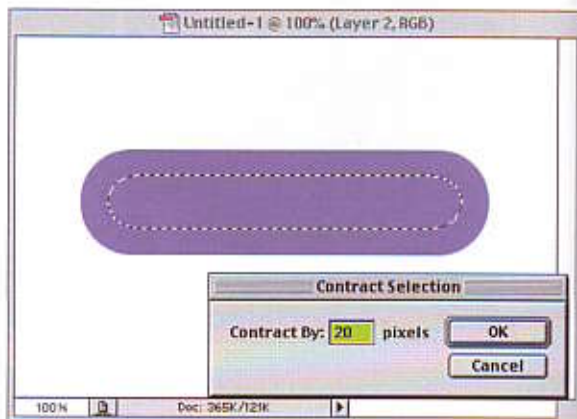 Untitled-1 @ 100% (Layer 2, RGB)
Contract Selection
Contract By: 20 pixels
OK
Cancel
100% Doc: 365K/121K